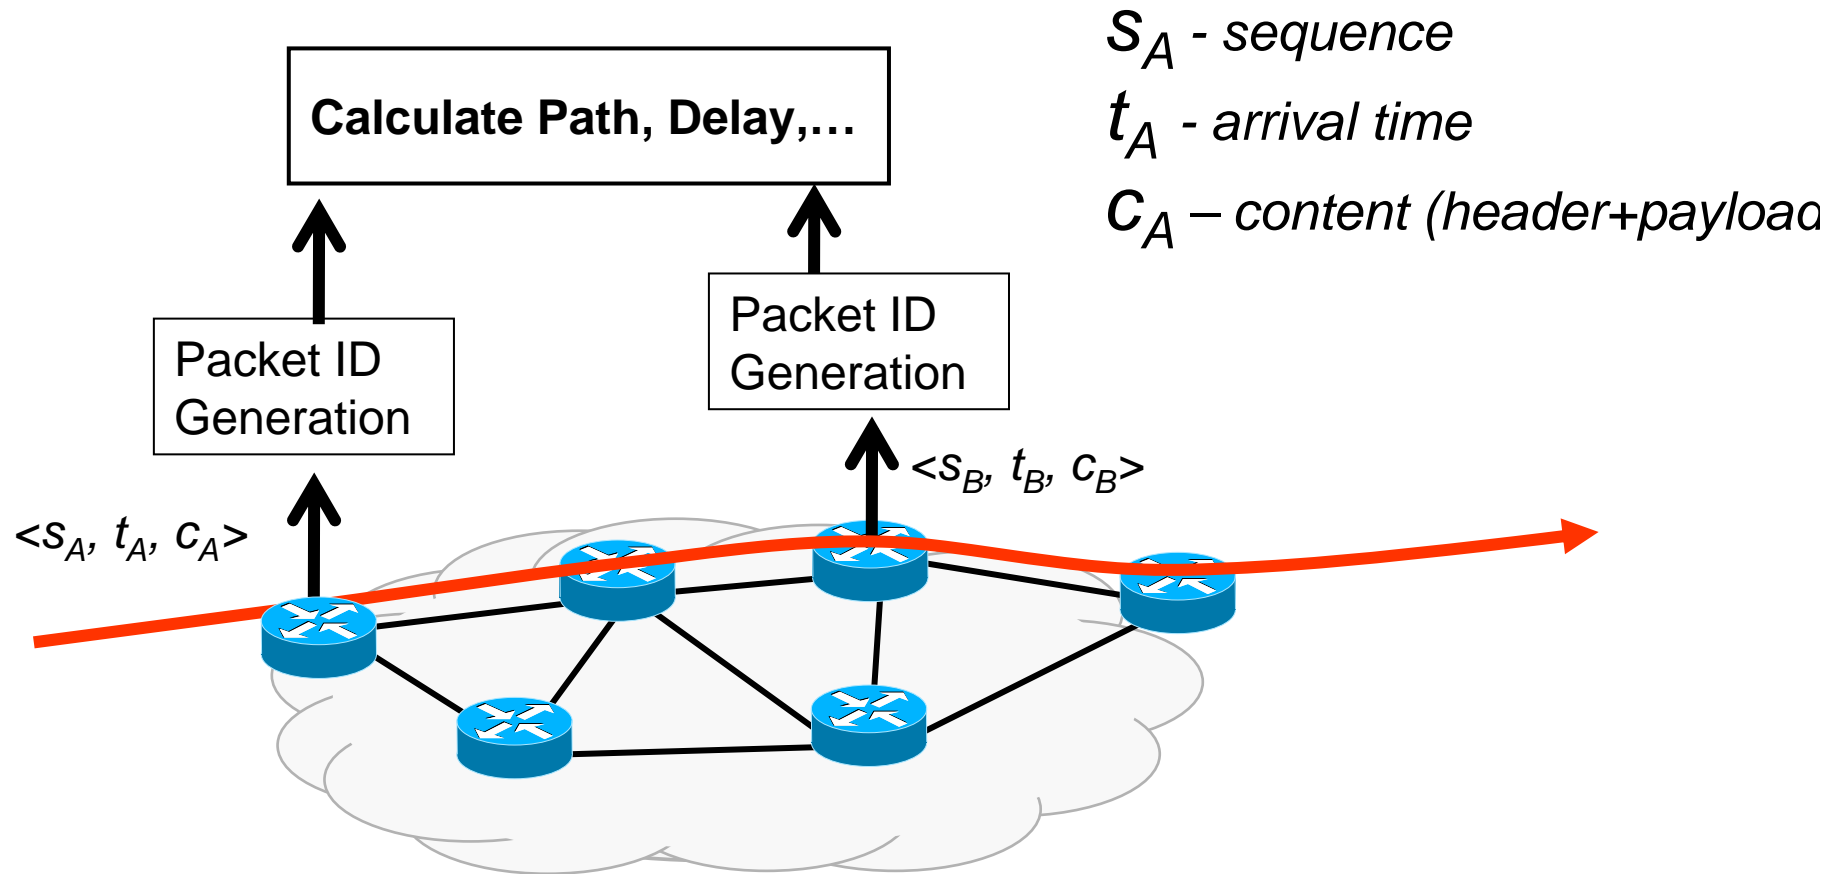 s_A - sequence
t_A - arrival time
c_A – content (header+payload
Calculate Path, Delay,…
Packet ID
Generation
Packet ID
Generation
<s_A, t_A, c_A>
<s_B, t_B, c_B>